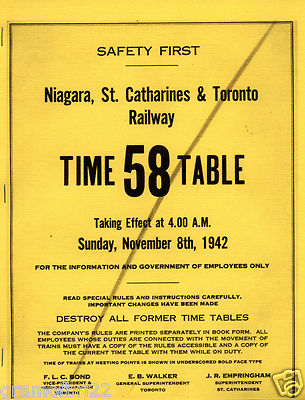 SAFETY FIRST
Niagara, St. Catharines & Toronto
Railway
TIME 58 TABLE
Taking Effect at 4.00 A.M.
Sunday, November 8th, 1942
FOR THE INFORMATION AND GOVERNMENT OF EMPLOYEES ONLY
READ SPECIAL RULES AND INSTRUCTIONS CAREFULLY.
IMPORTANT CHANGES HAVE BEEN MADE
DESTROY ALL FORMER TIME TABLES
THE COMPANY'S RULES ARE PRINTED SEPARATELY IN BOOK FORM. ALL
EMPLOYEES WHOSE DUTIES ARE CONNECTED WITH THE MOVEMENT OF
TRAINS MUST HAVE A COPY OF THE RULES ACCESSIBLE AND A COPY OF
THE CURRENT TIME TABLE WITH THEM WHILE ON DUTY.
TIME OF TRAINS AT MEETING POINTS IS SHOWN IN UNDERSCORED BOLD FACE TYPE
F. L. C. BOND E. B. WALKER J. R. EMPRINGHAM
VICE-PRESIDENT & GENERAL SUPERINTENDENT SUPERINTENDENT
TORONTO TORONTO ST. CATHARINES